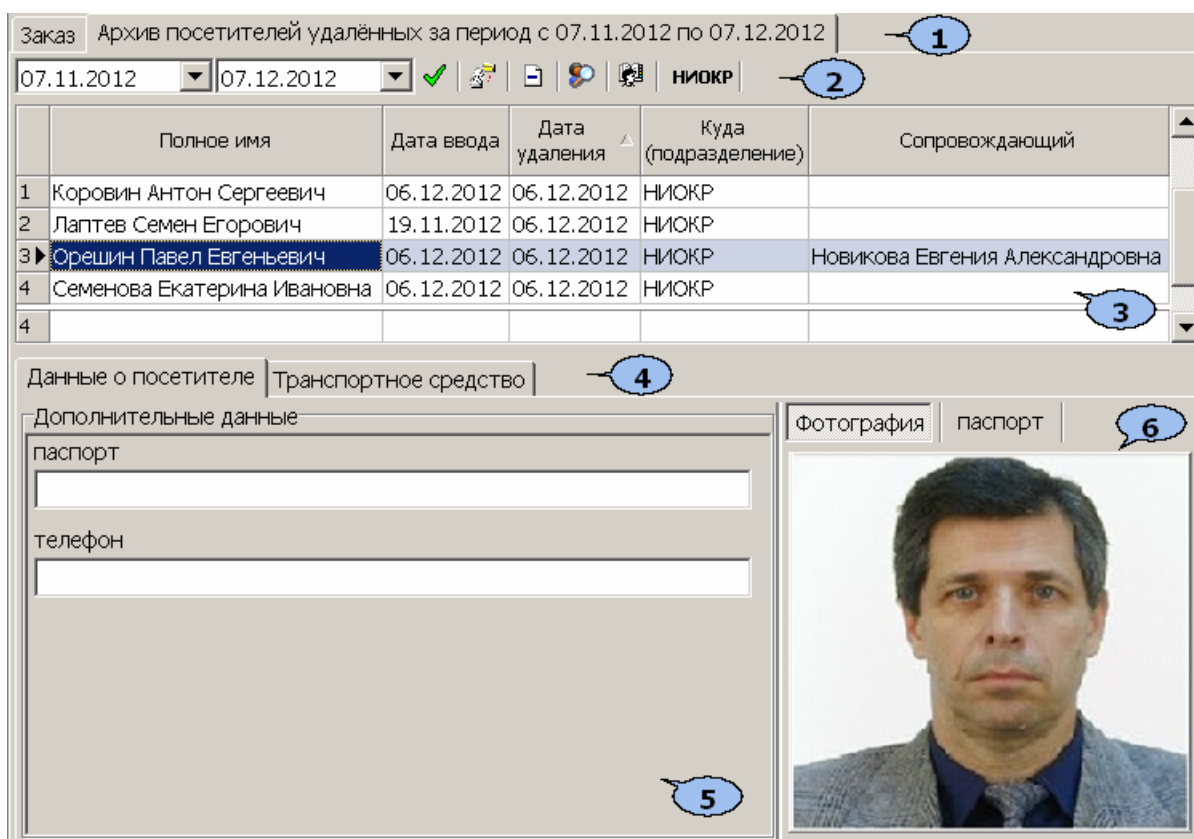 Заказ Архив посетителей удалённых за период с 07.11.2012 по 07.12.2012 1
07.11.2012 07.12.2012 НИОКР 2
Полное имя Дата ввода Дата удаления Куда (подразделение) Сопровождающий
1 Коровин Антон Сергеевич 06.12.2012 06.12.2012 НИОКР
2 Лаптев Семен Егорович 19.11.2012 06.12.2012 НИОКР
3 Орешин Павел Евгеньевич 06.12.2012 06.12.2012 НИОКР Новикова Евгения Александровна
4 Семенова Екатерина Ивановна 06.12.2012 06.12.2012 НИОКР
3
4
Данные о посетителе Транспортное средство 4
Дополнительные данные
паспорт
телефон
5
Фотография паспорт 6